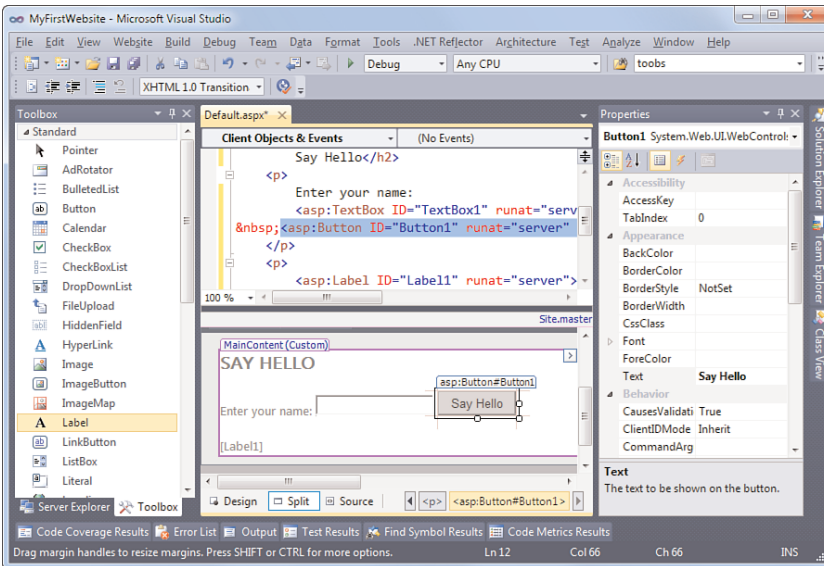 MyFirstWebsite - Microsoft Visual Studio
File Edit View Website Build Debug Team Data Format Tools .NET Reflector Architecture Test Analyze Window Help
Debug Any CPU toobs
XHTML 1.0 Transition
Toolbox
Standard
Pointer
AdRotator
BulletedList
Button
Calendar
CheckBox
CheckBoxList
DropDownList
FileUpload
HiddenField
HyperLink
Image
ImageButton
ImageMap
Label
LinkButton
ListBox
Literal
Server Explorer Toolbox
Default.aspx*
Client Objects & Events (No Events)
Say Hello</h2>
<p>
Enter your name:
<asp:TextBox ID="TextBox1" runat="serv
&nbsp;<asp:Button ID="Button1" runat="server"
</p>
<p>
<asp:Label ID="Label1" runat="server">
100 %
Site.master
MainContent (Custom)
SAY HELLO
asp:Button#Button1
Enter your name: Say Hello
[Label1]
Design Split Source <p> <asp:Button#Button1>
Properties
Button1 System.Web.UI.WebControls
Accessibility
AccessKey
TabIndex 0
Appearance
BackColor
BorderColor
BorderStyle NotSet
BorderWidth
CssClass
Font
ForeColor
Text Say Hello
Behavior
CausesValidati True
ClientIDMode Inherit
CommandArg
Text
The text to be shown on the button.
Solution Explorer
Team Explorer
Class View
Code Coverage Results Error List Output Test Results Find Symbol Results Code Metrics Results
Drag margin handles to resize margins. Press SHIFT or CTRL for more options. Ln 12 Col 66 Ch 66 INS